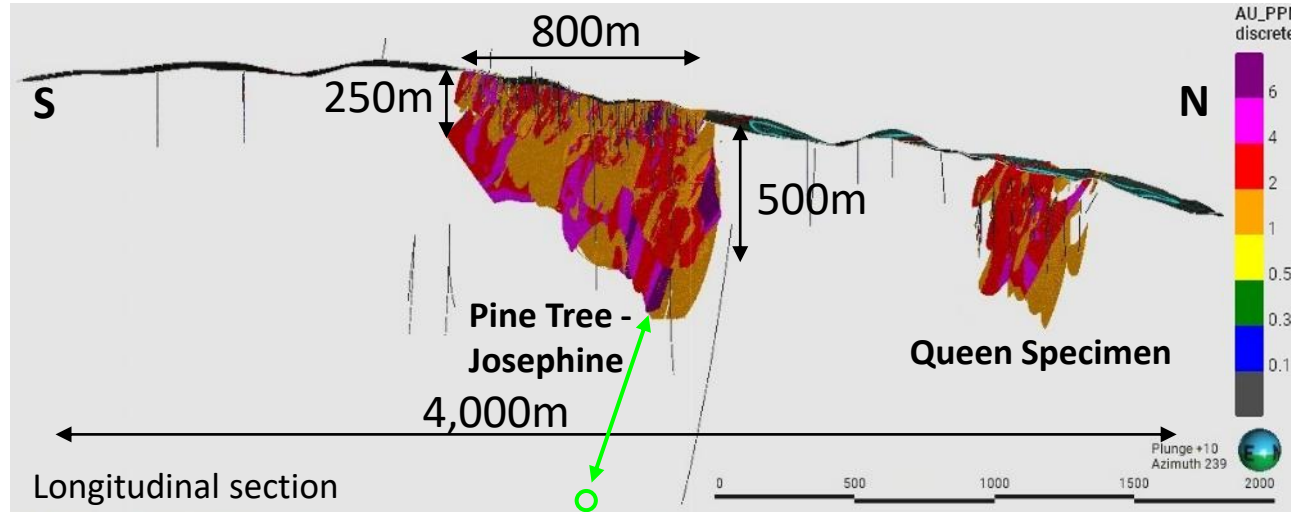 AU_PPM
discrete
800m
S
250m
N
6
4
2
1
0.5
0.3
0.1
500m
Pine Tree -
Josephine
Queen Specimen
4,000m
Plunge +10
Azimuth 239
E N
Longitudinal section
0 500 1000 1500 2000